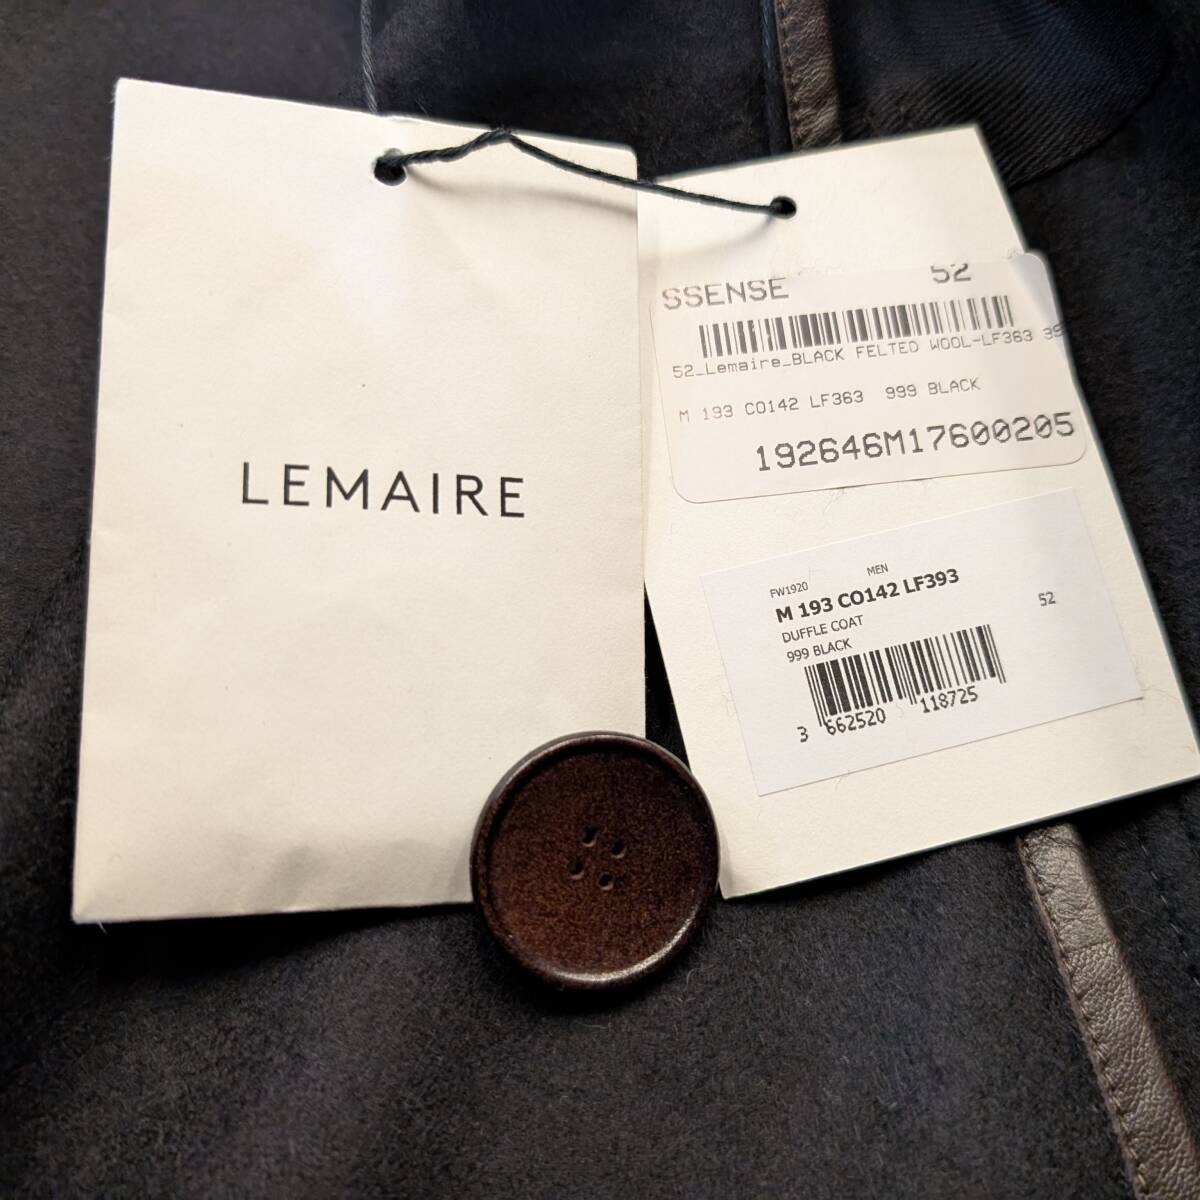 LEMAIRE
SSENSE 52
52_Lemaire_BLACK FELTED WOOL-LF363
M 193 CO142 LF363 999 BLACK
192646M17600205
FW1920 MEN
M 193 CO142 LF393
DUFFLE COAT 52
999 BLACK
3 662520 118725